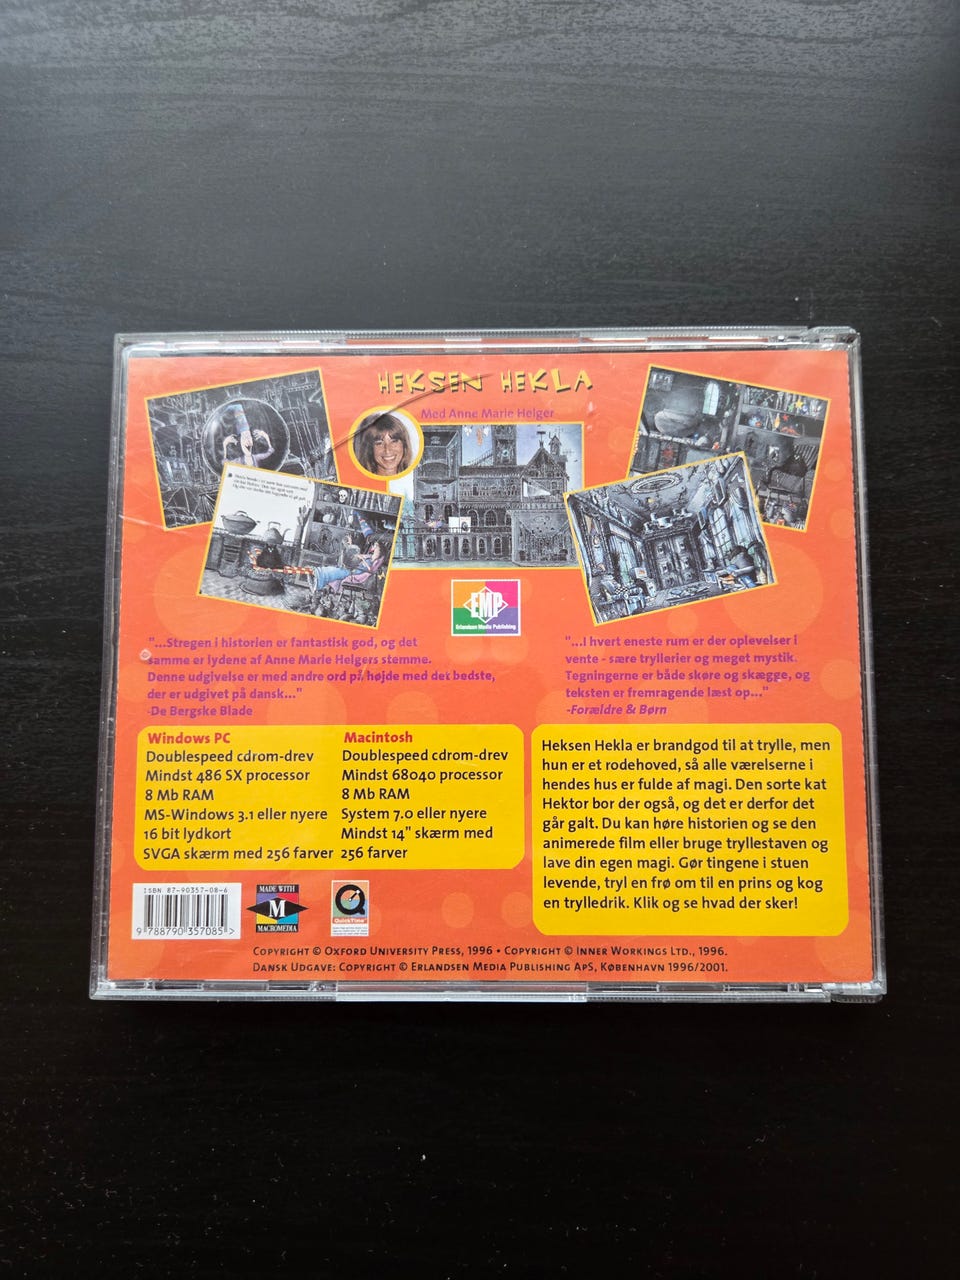 HEKSEN HEKLA
Med Anne Marie Helger
EMP
Erlandsen Media Publishing
"...Stregen i historien er fantastisk god, og det
samme er lydene af Anne Marie Helgers stemme.
Denne udgivelse er med andre ord på højde med det bedste,
der er udgivet på dansk..."
-De Bergske Blade
"...I hvert eneste rum er der oplevelser i
vente - sære tryllerier og meget mystik.
Tegningerne er både skøre og skægge, og
teksten er fremragende læst op..."
-Forældre & Børn
Windows PC
Doublespeed cdrom-drev
Mindst 486 SX processor
8 Mb RAM
MS-Windows 3.1 eller nyere
16 bit lydkort
SVGA skærm med 256 farver
Macintosh
Doublespeed cdrom-drev
Mindst 68040 processor
8 Mb RAM
System 7.0 eller nyere
Mindst 14" skærm med
256 farver
Heksen Hekla er brandgod til at trylle, men
hun er et rodehoved, så alle værelserne i
hendes hus er fulde af magi. Den sorte kat
Hektor bor der også, og det er derfor det
går galt. Du kan høre historien og se den
animerede film eller bruge tryllestaven og
lave din egen magi. Gør tingene i stuen
levende, tryl en frø om til en prins og kog
en trylledrik. Klik og se hvad der sker!
ISBN 87-90357-08-6
9 788790 357085 >
MADE WITH
M
MACROMEDIA
QuickTime
COPYRIGHT © OXFORD UNIVERSITY PRESS, 1996 • COPYRIGHT © INNER WORKINGS LTD., 1996.
DANSK UDGAVE: COPYRIGHT © ERLANDSEN MEDIA PUBLISHING APS, KØBENHAVN 1996/2001.